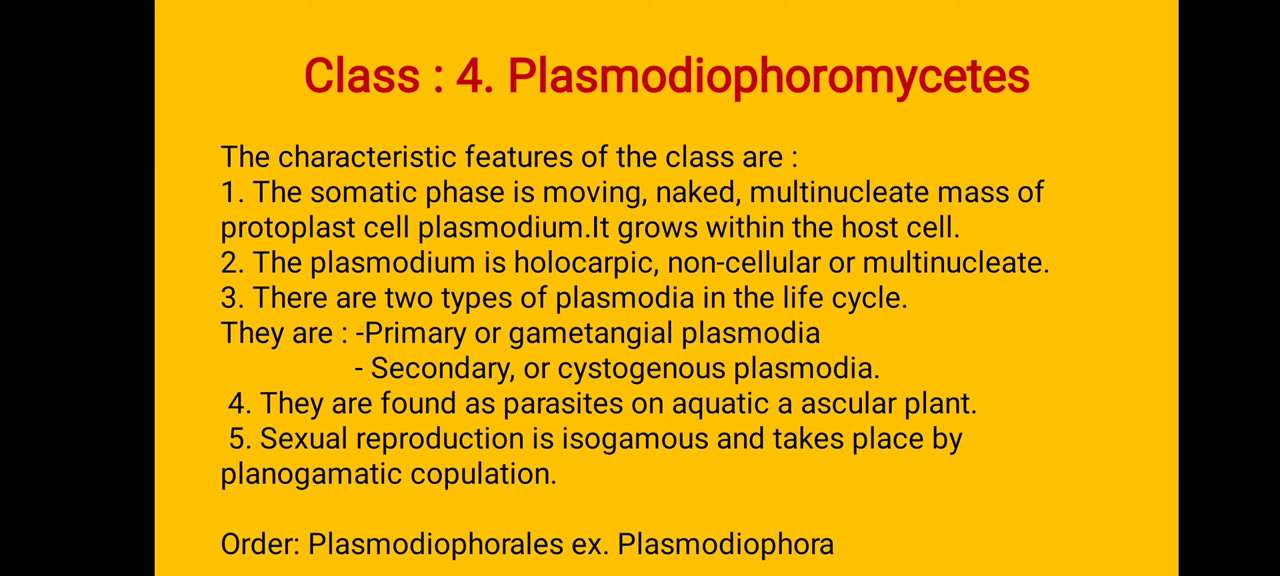 Class : 4. Plasmodiophoromycetes
The characteristic features of the class are :
1. The somatic phase is moving, naked, multinucleate mass of
protoplast cell plasmodium.It grows within the host cell.
2. The plasmodium is holocarpic, non-cellular or multinucleate.
3. There are two types of plasmodia in the life cycle.
They are : -Primary or gametangial plasmodia
- Secondary, or cystogenous plasmodia.
4. They are found as parasites on aquatic a ascular plant.
5. Sexual reproduction is isogamous and takes place by
planogamatic copulation.
Order: Plasmodiophorales ex. Plasmodiophora